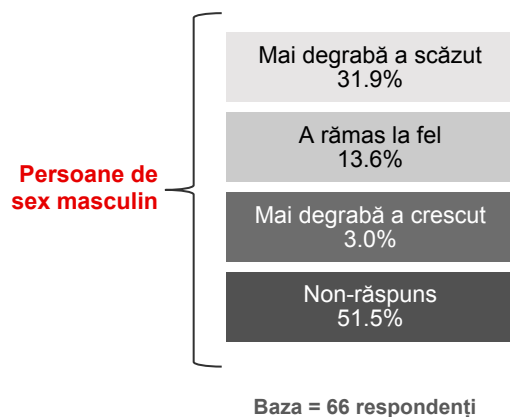 Persoane de
sex masculin
Mai degrabă a scăzut
31.9%
A rămas la fel
13.6%
Mai degrabă a crescut
3.0%
Non-răspuns
51.5%
Baza = 66 respondenți